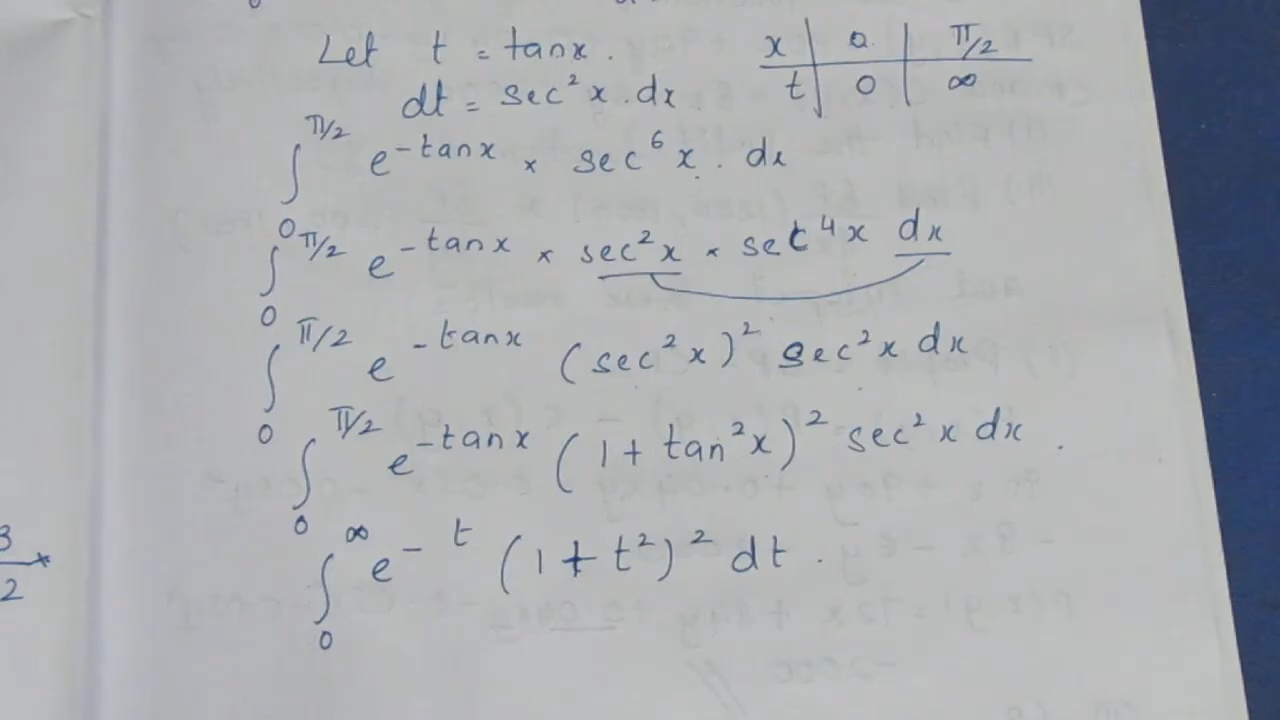 Let t = tanx. x | 0 | π/2
dt = sec²x.dx t | 0 | ∞
∫₀^π/2 e^-tanx × sec⁶x. dx
∫₀^π/2 e^-tanx × sec²x × sec⁴x dx
∫₀^π/2 e^-tanx (sec²x)² sec²x dx
∫₀^π/2 e^-tanx (1 + tan²x)² sec²x dx.
∫₀^∞ e^-t (1+t²)² dt.